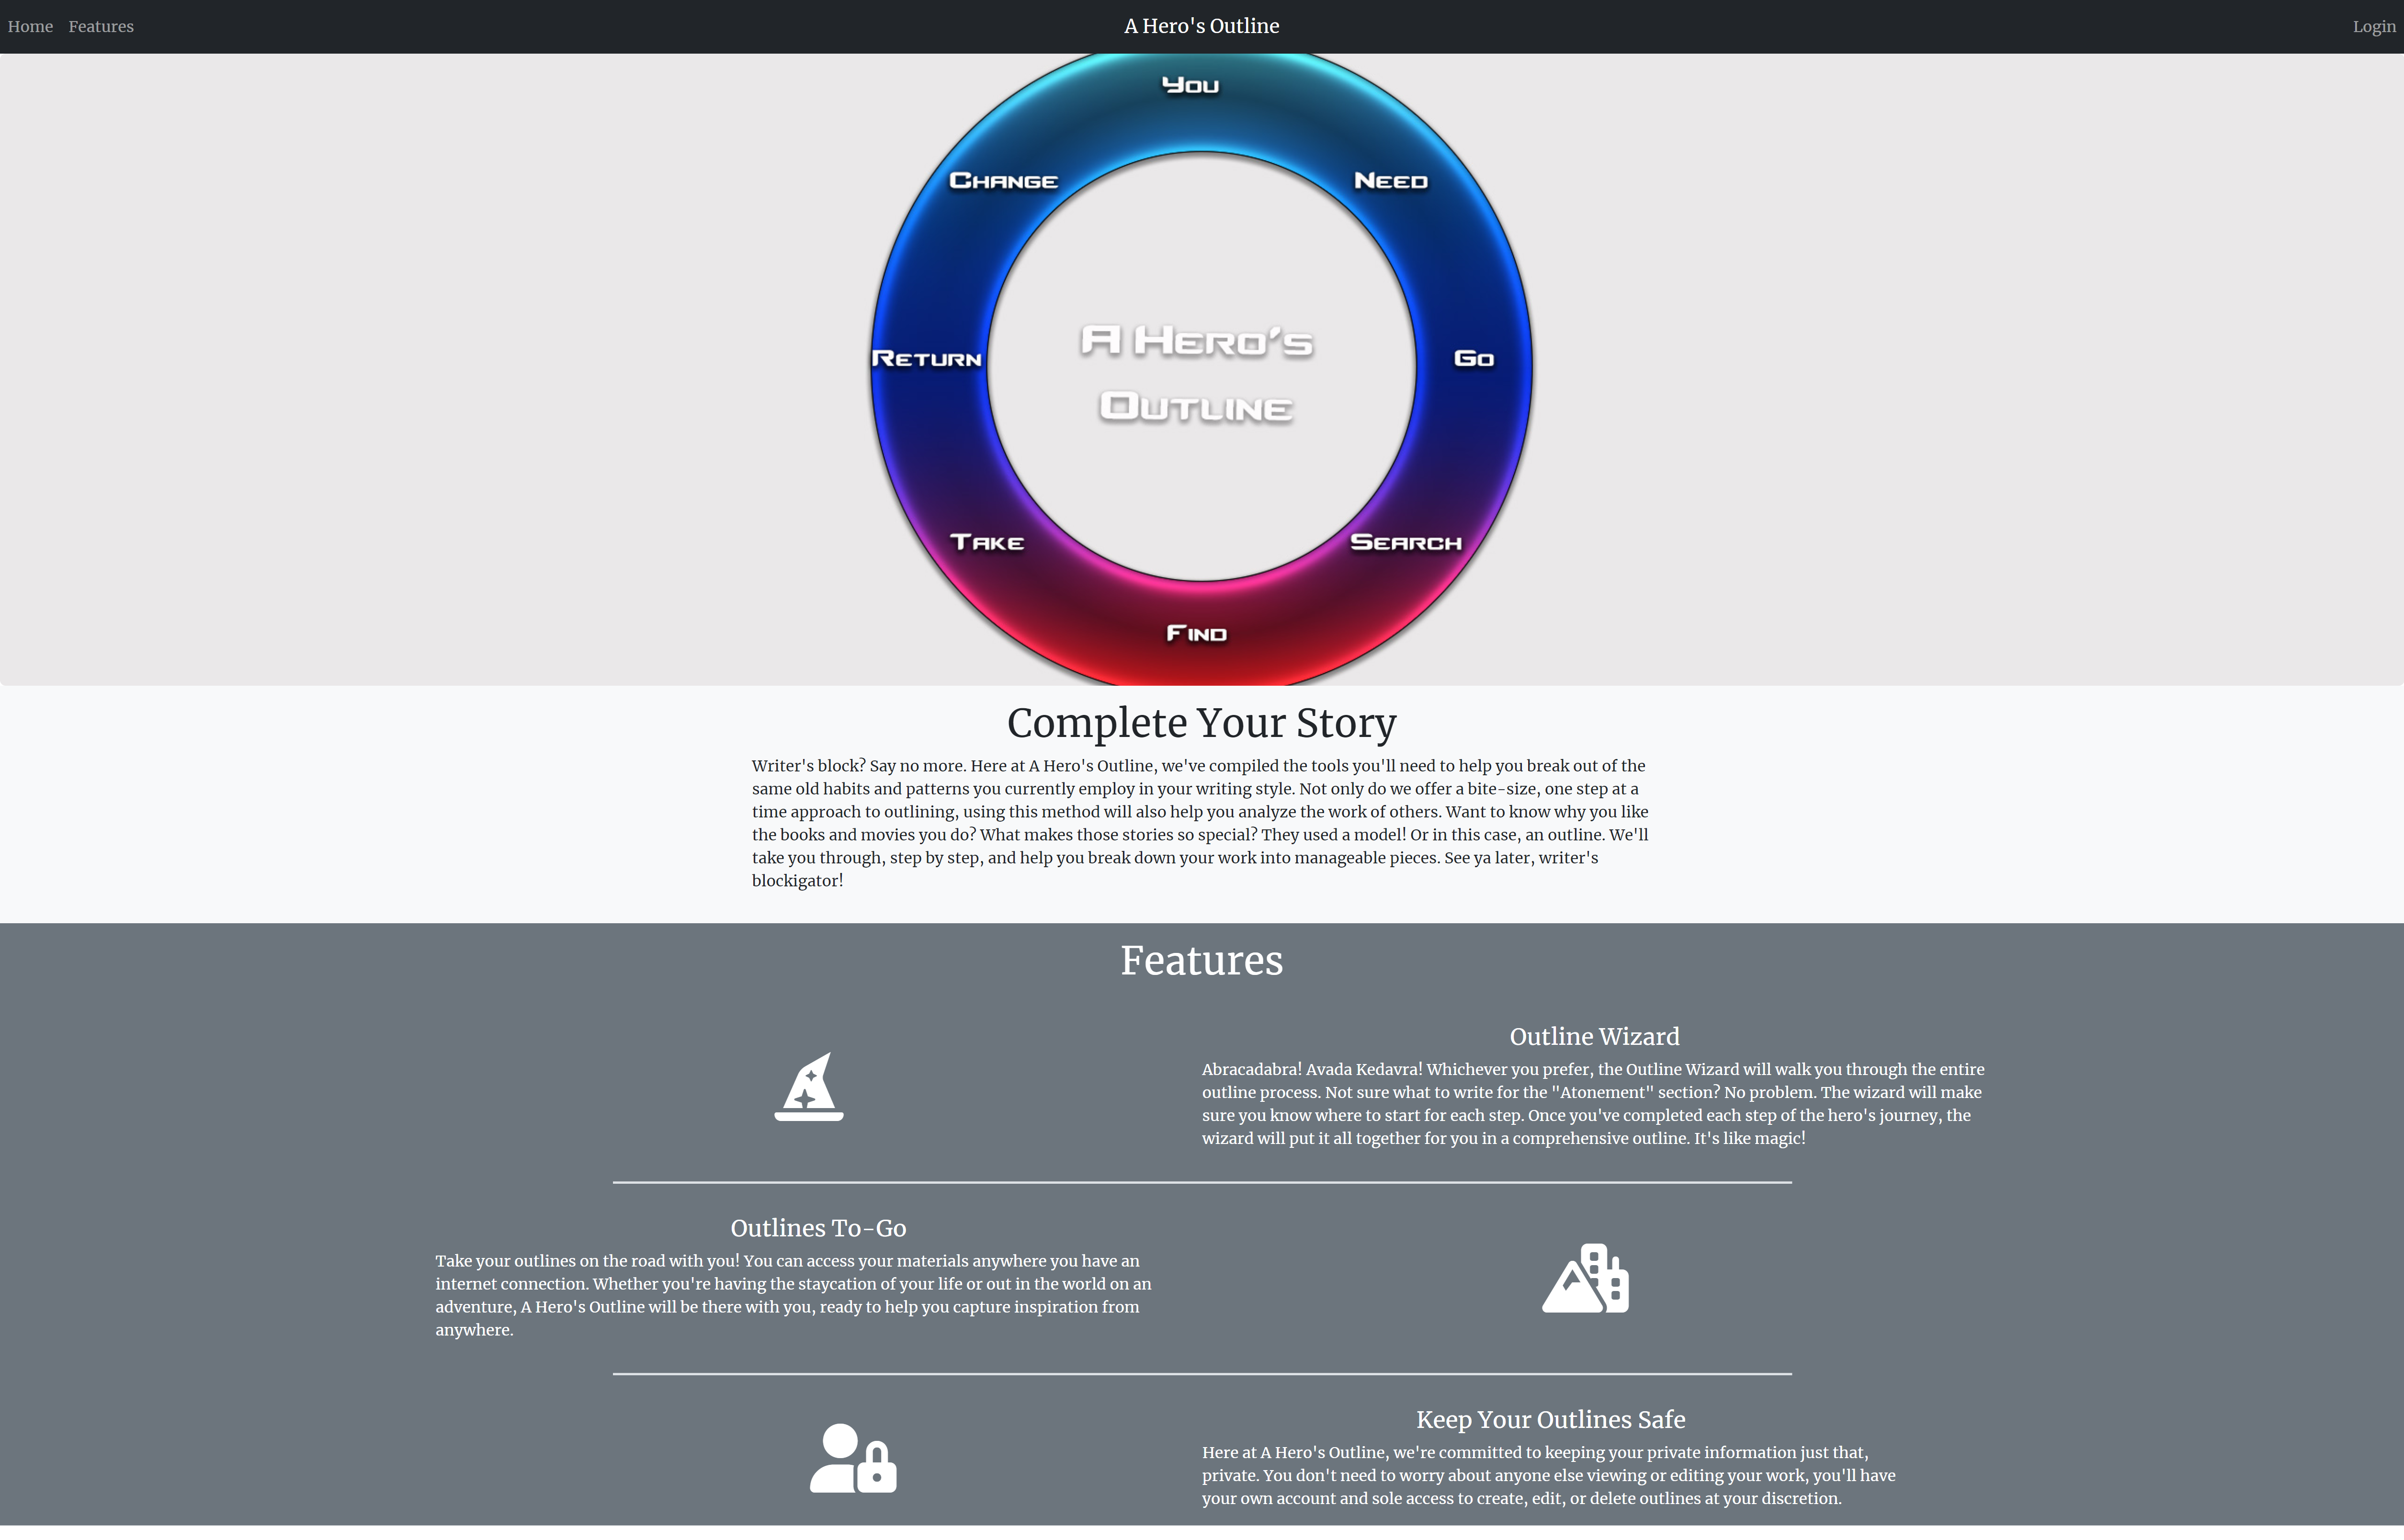 Home Features A Hero's Outline Login
You
Change Need
A Hero's
Outline
Return Go
Take Search
Find
Complete Your Story
Writer's block? Say no more. Here at A Hero's Outline, we've compiled the tools you'll need to help you break out of the
same old habits and patterns you currently employ in your writing style. Not only do we offer a bite-size, one step at a
time approach to outlining, using this method will also help you analyze the work of others. Want to know why you like
the books and movies you do? What makes those stories so special? They used a model! Or in this case, an outline. We'll
take you through, step by step, and help you break down your work into manageable pieces. See ya later, writer's
blockigator!
Features
Outline Wizard
Abracadabra! Avada Kedavra! Whichever you prefer, the Outline Wizard will walk you through the entire
outline process. Not sure what to write for the "Atonement" section? No problem. The wizard will make
sure you know where to start for each step. Once you've completed each step of the hero's journey, the
wizard will put it all together for you in a comprehensive outline. It's like magic!
Outlines To-Go
Take your outlines on the road with you! You can access your materials anywhere you have an
internet connection. Whether you're having the staycation of your life or out in the world on an
adventure, A Hero's Outline will be there with you, ready to help you capture inspiration from
anywhere.
Keep Your Outlines Safe
Here at A Hero's Outline, we're committed to keeping your private information just that,
private. You don't need to worry about anyone else viewing or editing your work, you'll have
your own account and sole access to create, edit, or delete outlines at your discretion.